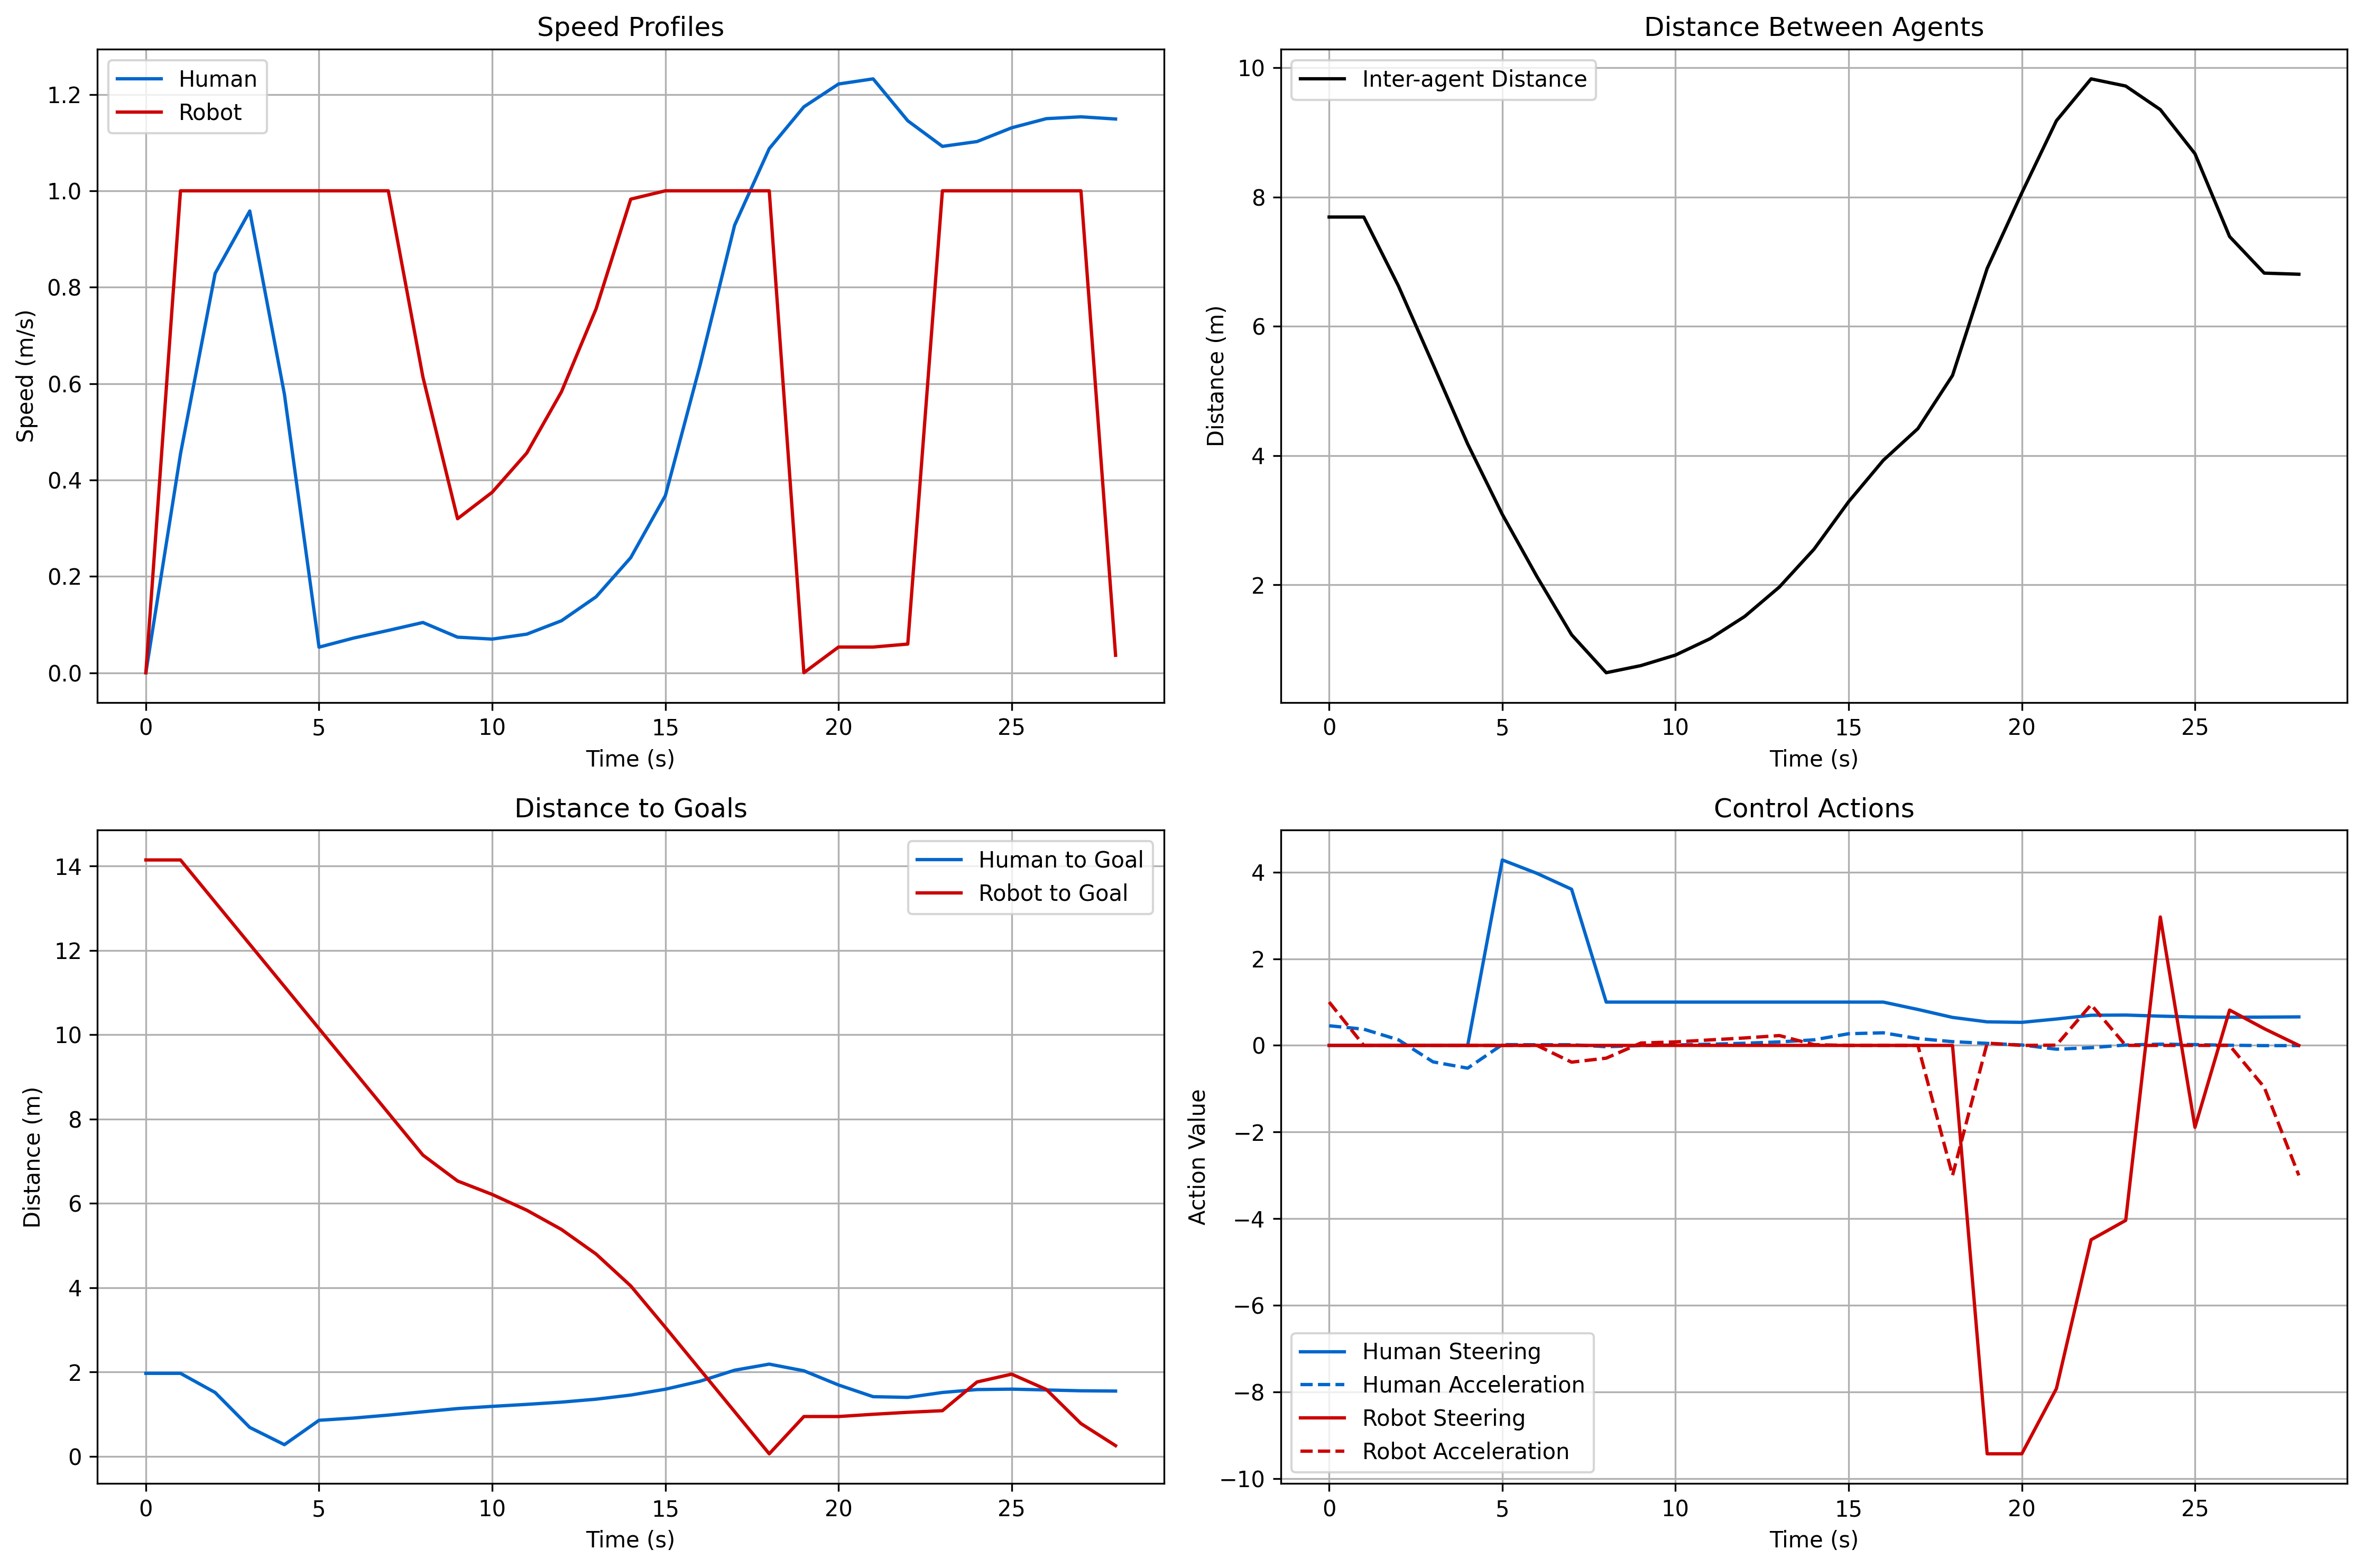 Speed Profiles
Human
Robot
Speed (m/s)
1.2
1.0
0.8
0.6
0.4
0.2
0.0
0 5 10 15 20 25
Time (s)
Distance Between Agents
Inter-agent Distance
Distance (m)
10
8
6
4
2
0 5 10 15 20 25
Time (s)
Distance to Goals
Human to Goal
Robot to Goal
Distance (m)
14
12
10
8
6
4
2
0
0 5 10 15 20 25
Time (s)
Control Actions
Action Value
4
2
0
−2
−4
−6
−8
−10
Human Steering
Human Acceleration
Robot Steering
Robot Acceleration
0 5 10 15 20 25
Time (s)